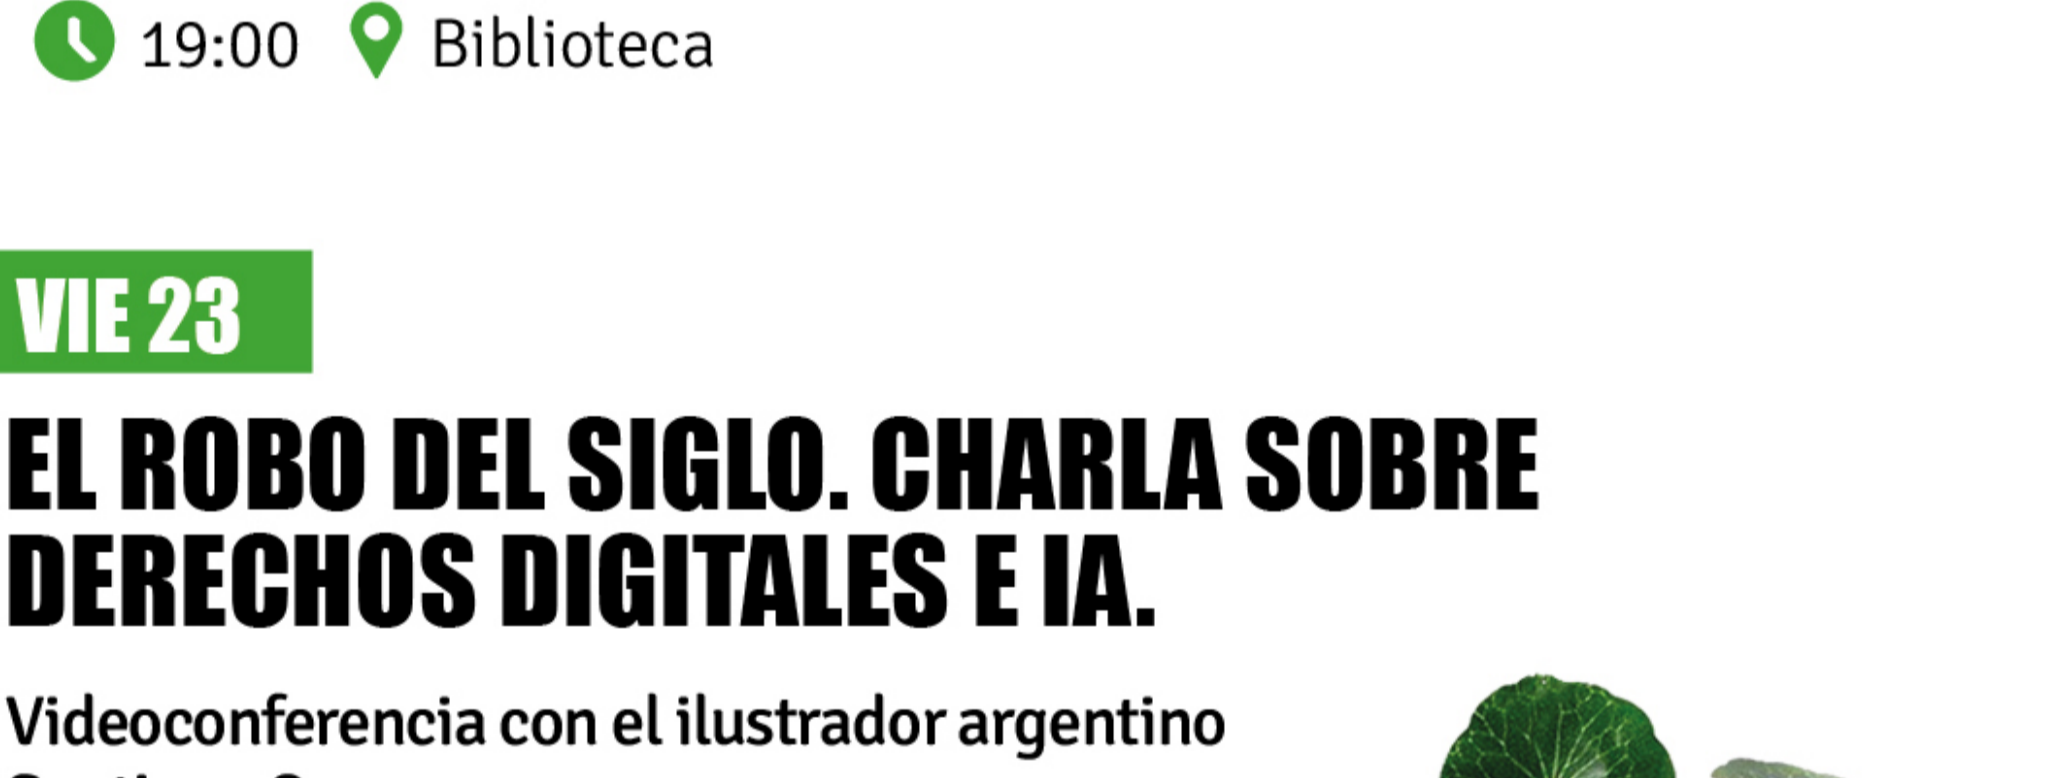 19:00 Biblioteca
VIE 23
EL ROBO DEL SIGLO. CHARLA SOBRE
DERECHOS DIGITALES E IA.
Videoconferencia con el ilustrador argentino